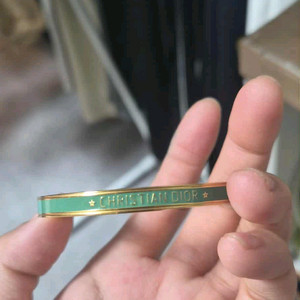 ★ CHRISTIAN DIOR ★